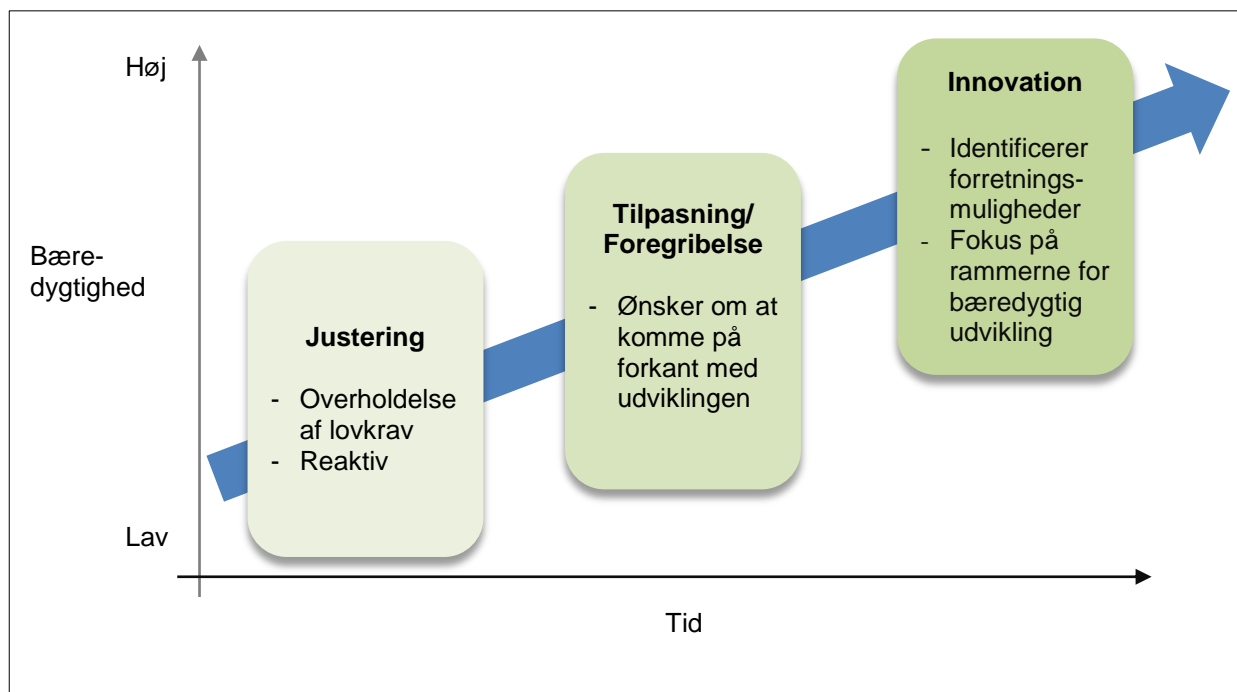 Høj
Bære-
dygtighed
Lav
Justering
- Overholdelse
af lovkrav
- Reaktiv
Tilpasning/
Foregribelse
- Ønsker om at
komme på
forkant med
udviklingen
Innovation
- Identificerer
forretnings-
muligheder
- Fokus på
rammerne for
bæredygtig
udvikling
Tid